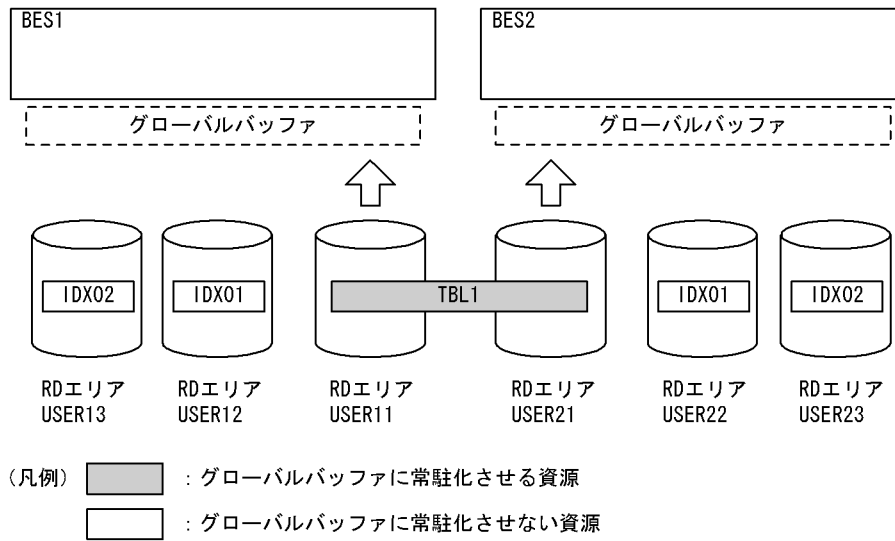 BES1
BES2
グローバルバッファ
グローバルバッファ
IDX02
IDX01
TBL1
IDX01
IDX02
RDエリア
USER13
RDエリア
USER12
RDエリア
USER11
RDエリア
USER21
RDエリア
USER22
RDエリア
USER23
(凡例)
：グローバルバッファに常駐化させる資源
：グローバルバッファに常駐化させない資源